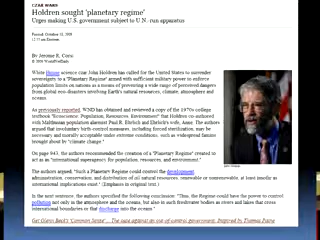 CZAR WARS
Holdren sought 'planetary regime'
Urges making U.S. government subject to U.N.-run apparatus
By Jerome R. Corsi
© 2009 WorldNetDaily
White House science czar John Holdren has called for the United States to surrender
sovereignty to a "Planetary Regime" armed with sufficient military power to enforce
population limits on nations as a means of preventing a wide range of perceived dangers
from global eco-disasters involving Earth's natural resources, climate, atmosphere and
oceans.
As previously reported, WND has obtained and reviewed a copy of the 1970s college
textbook "Ecoscience: Population, Resources, Environment" that Holdren co-authored
with Malthusian population alarmist Paul R. Ehrlich and Ehrlich's wife, Anne. The authors
argued that involuntary birth-control measures, including forced sterilization, may be
necessary and morally acceptable under extreme conditions, such as widespread famine
brought about by "climate change."
On page 943, the authors recommended the creation of a "Planetary Regime" created to
act as an "international superagency for population, resources, and environment."
The authors argued, "Such a Planetary Regime could control the development,
administration, conservation, and distribution of all natural resources, renewable or nonrenewable, at least insofar as
international implications exist." (Emphasis in original text.)
In the next sentence, the authors specified the following conclusion: "Thus, the Regime could have the power to control
pollution not only in the atmosphere and the oceans, but also in such freshwater bodies as rivers and lakes that cross
international boundaries or that discharge into the oceans."
Get Glenn Beck's "Common Sense" ... The case against an out-of-control government, Inspired by Thomas Paine